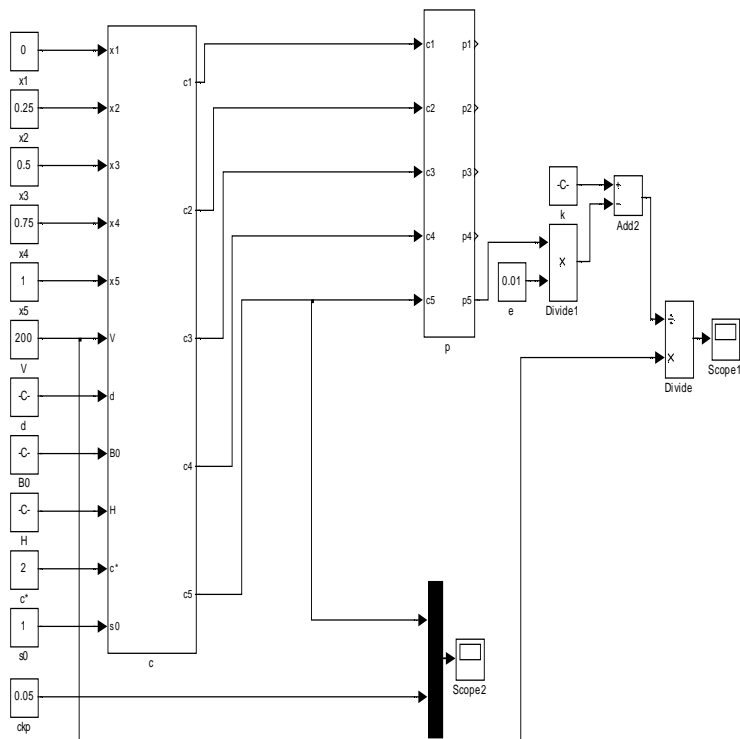 0
x1
x1
0.25
x2
x2
0.5
x3
x3
0.75
x4
x4
1
x5
x5
200
V
V
-C-
d
d
-C-
B0
B0
-C-
H
H
2
c*
c*
1
s0
s0
0.05
ckp
c1
c2
c3
c4
c5
c
c1
c2
c3
c4
c5
p1
p2
p3
p4
p5
p
-C-
k
0.01
e
X
Divide1
+
−
Add2
÷
X
Divide
Scope1
Scope2